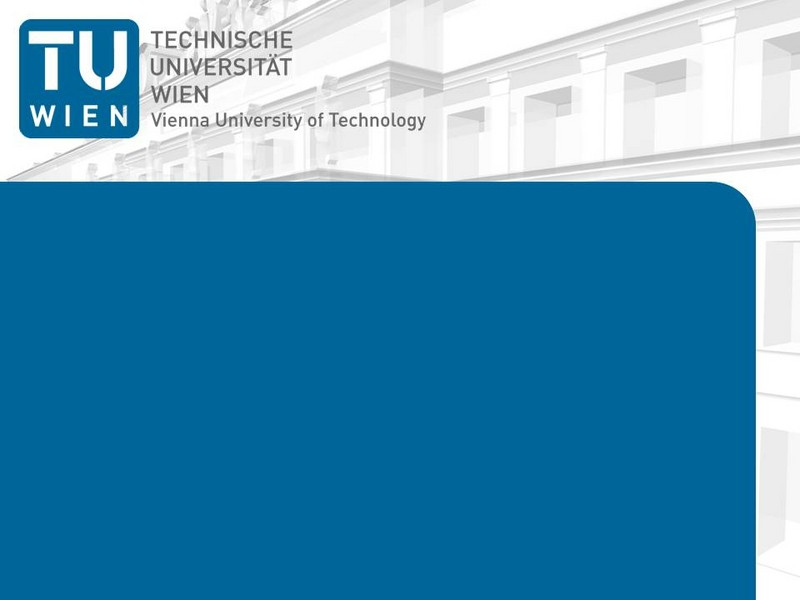 TU
WIEN
TECHNISCHE
UNIVERSITÄT
WIEN
Vienna University of Technology